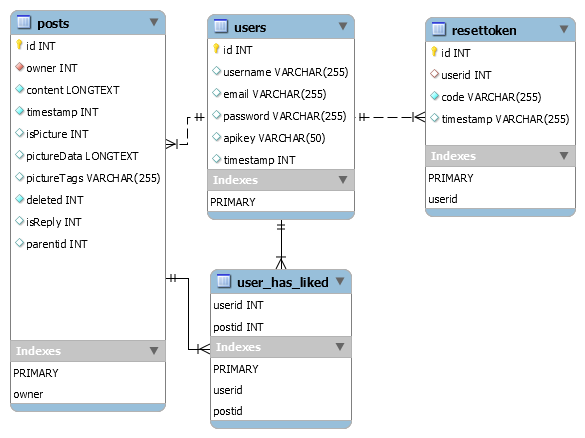 posts
id INT
owner INT
content LONGTEXT
timestamp INT
isPicture INT
pictureData LONGTEXT
pictureTags VARCHAR(255)
deleted INT
isReply INT
parentid INT
Indexes
PRIMARY
owner
users
id INT
username VARCHAR(255)
email VARCHAR(255)
password VARCHAR(255)
apikey VARCHAR(50)
timestamp INT
Indexes
PRIMARY
resettoken
id INT
userid INT
code VARCHAR(255)
timestamp VARCHAR(255)
Indexes
PRIMARY
userid
user_has_liked
userid INT
postid INT
Indexes
PRIMARY
userid
postid